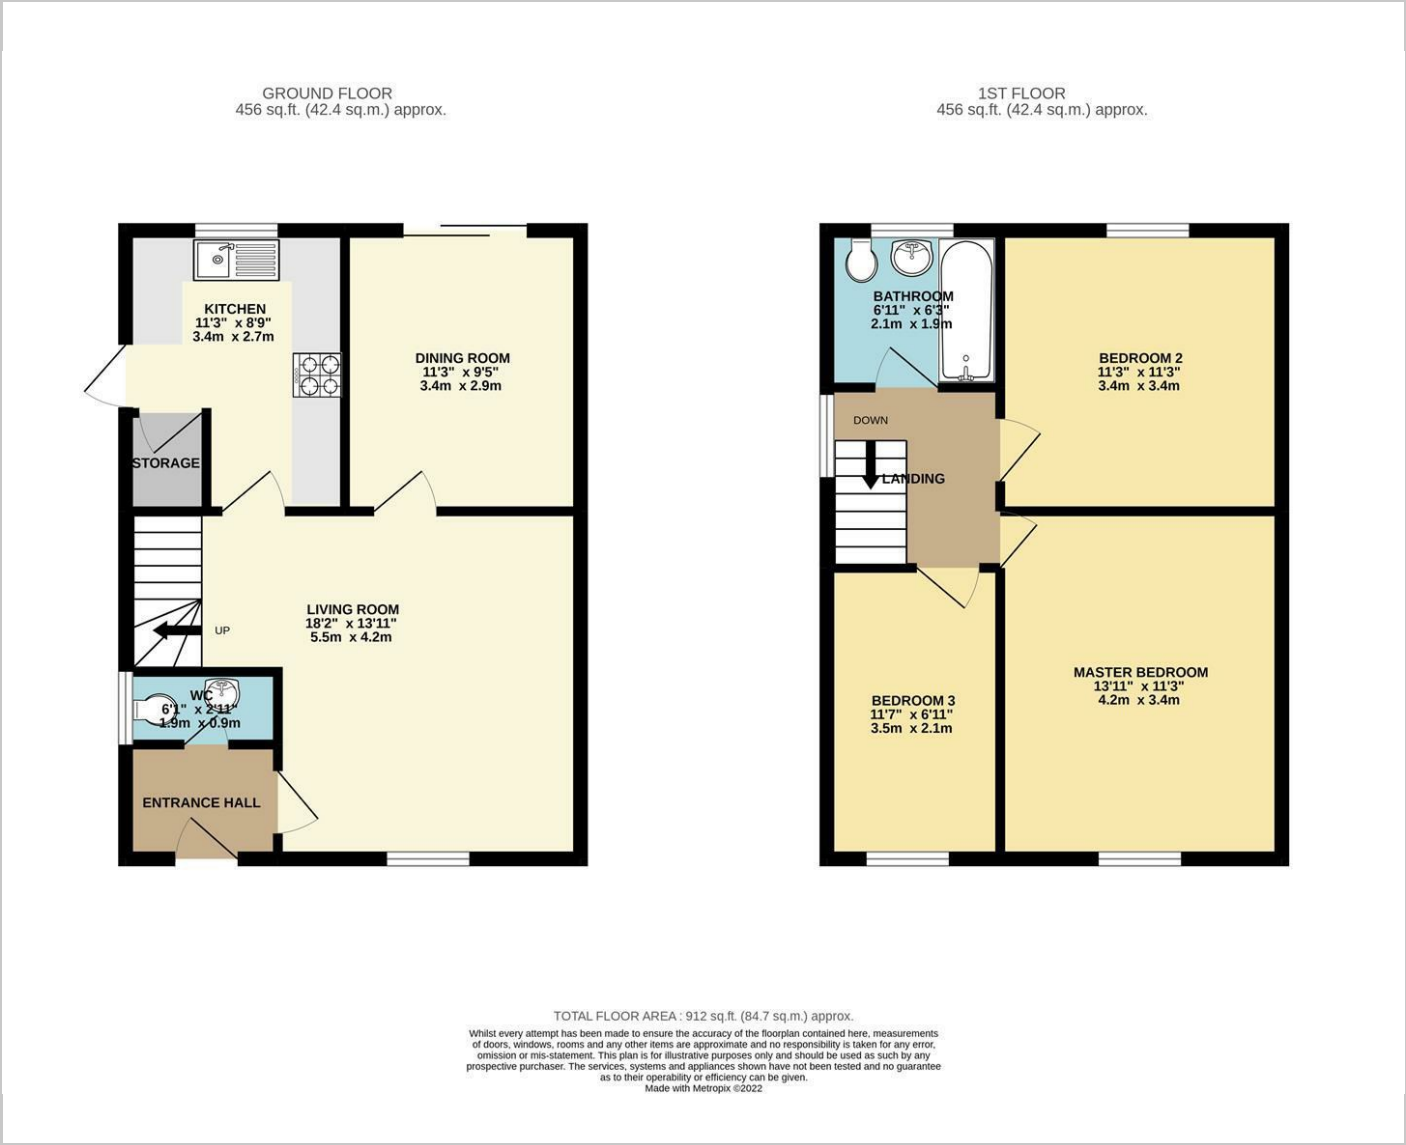 GROUND FLOOR
456 sq.ft. (42.4 sq.m.) approx.
1ST FLOOR
456 sq.ft. (42.4 sq.m.) approx.
KITCHEN
11'3" x 8'9"
3.4m x 2.7m
DINING ROOM
11'3" x 9'5"
3.4m x 2.9m
STORAGE
LIVING ROOM
18'2" x 13'11"
5.5m x 4.2m
UP
WC
6'1" x 2'11"
1.9m x 0.9m
ENTRANCE HALL
BATHROOM
6'11" x 6'3"
2.1m x 1.9m
BEDROOM 2
11'3" x 11'3"
3.4m x 3.4m
DOWN
LANDING
MASTER BEDROOM
13'11" x 11'3"
4.2m x 3.4m
BEDROOM 3
11'7" x 6'11"
3.5m x 2.1m
TOTAL FLOOR AREA : 912 sq.ft. (84.7 sq.m.) approx.
Whilst every attempt has been made to ensure the accuracy of the floorplan contained here, measurements
of doors, windows, rooms and any other items are approximate and no responsibility is taken for any error,
omission or mis-statement. This plan is for illustrative purposes only and should be used as such by any
prospective purchaser. The services, systems and appliances shown have not been tested and no guarantee
as to their operability or efficiency can be given.
Made with Metropix ©2022